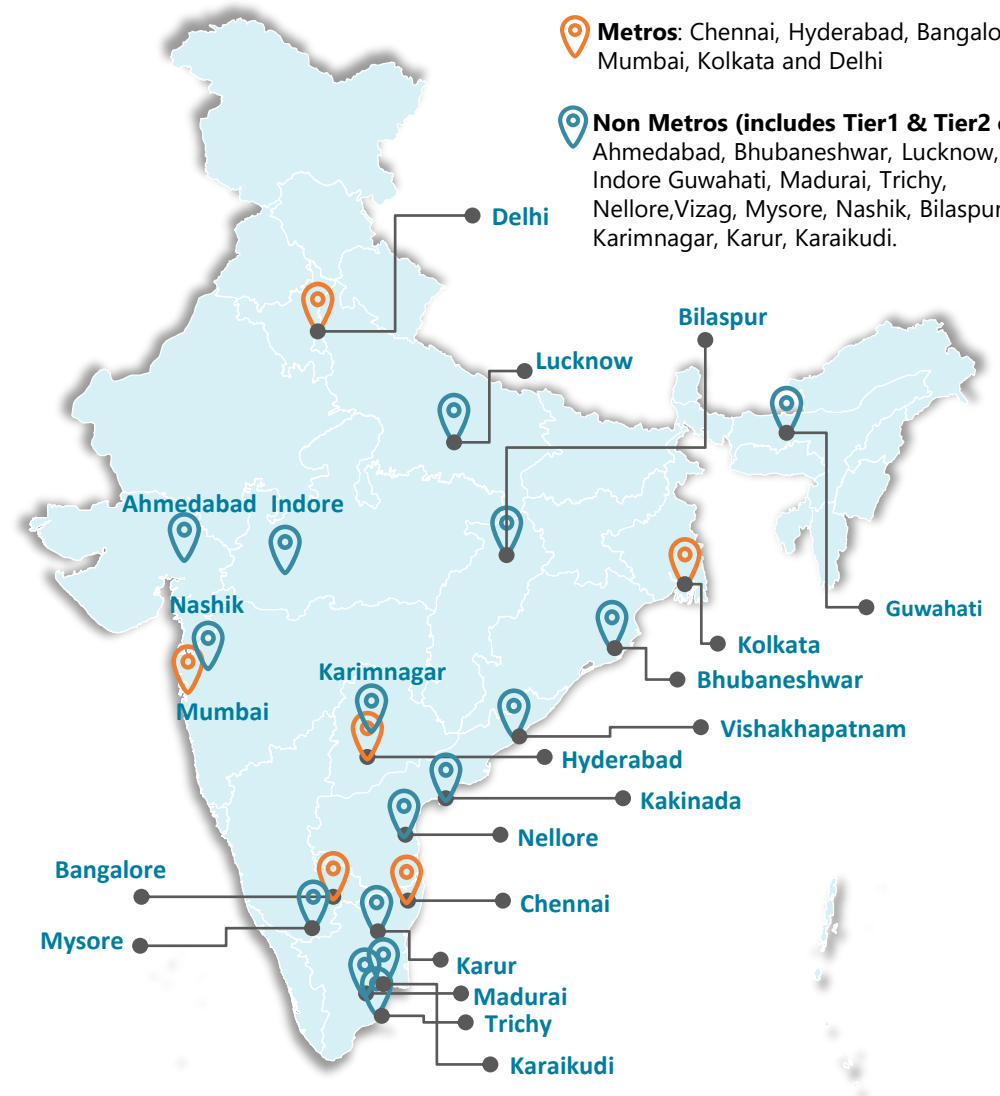 Metros: Chennai, Hyderabad, Bangalo
Mumbai, Kolkata and Delhi
Non Metros (includes Tier1 & Tier2
Ahmedabad, Bhubaneshwar, Lucknow,
Indore Guwahati, Madurai, Trichy,
Nellore,Vizag, Mysore, Nashik, Bilaspur
Karimnagar, Karur, Karaikudi.
Delhi
Bilaspur
Lucknow
Ahmedabad Indore
Nashik
Guwahati
Kolkata
Karimnagar
Bhubaneshwar
Mumbai
Vishakhapatnam
Hyderabad
Kakinada
Nellore
Bangalore
Chennai
Mysore
Karur
Madurai
Trichy
Karaikudi